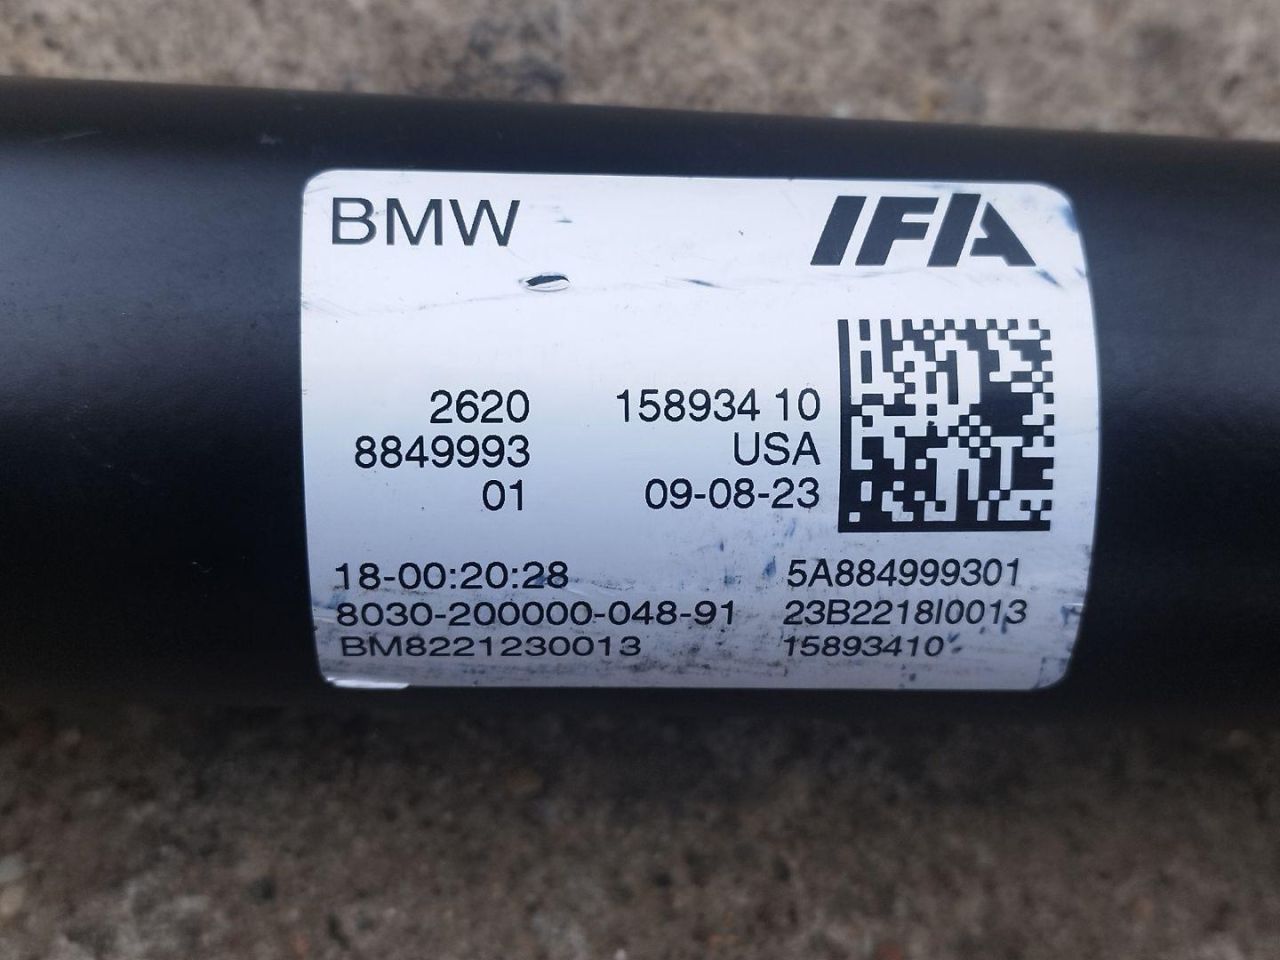 BMW IFA
2620 158934 10
8849993 USA
01 09-08-23
18-00:20:28 5A884999301
8030-200000-048-91 23B2218I0013
BM8221230013 15893410